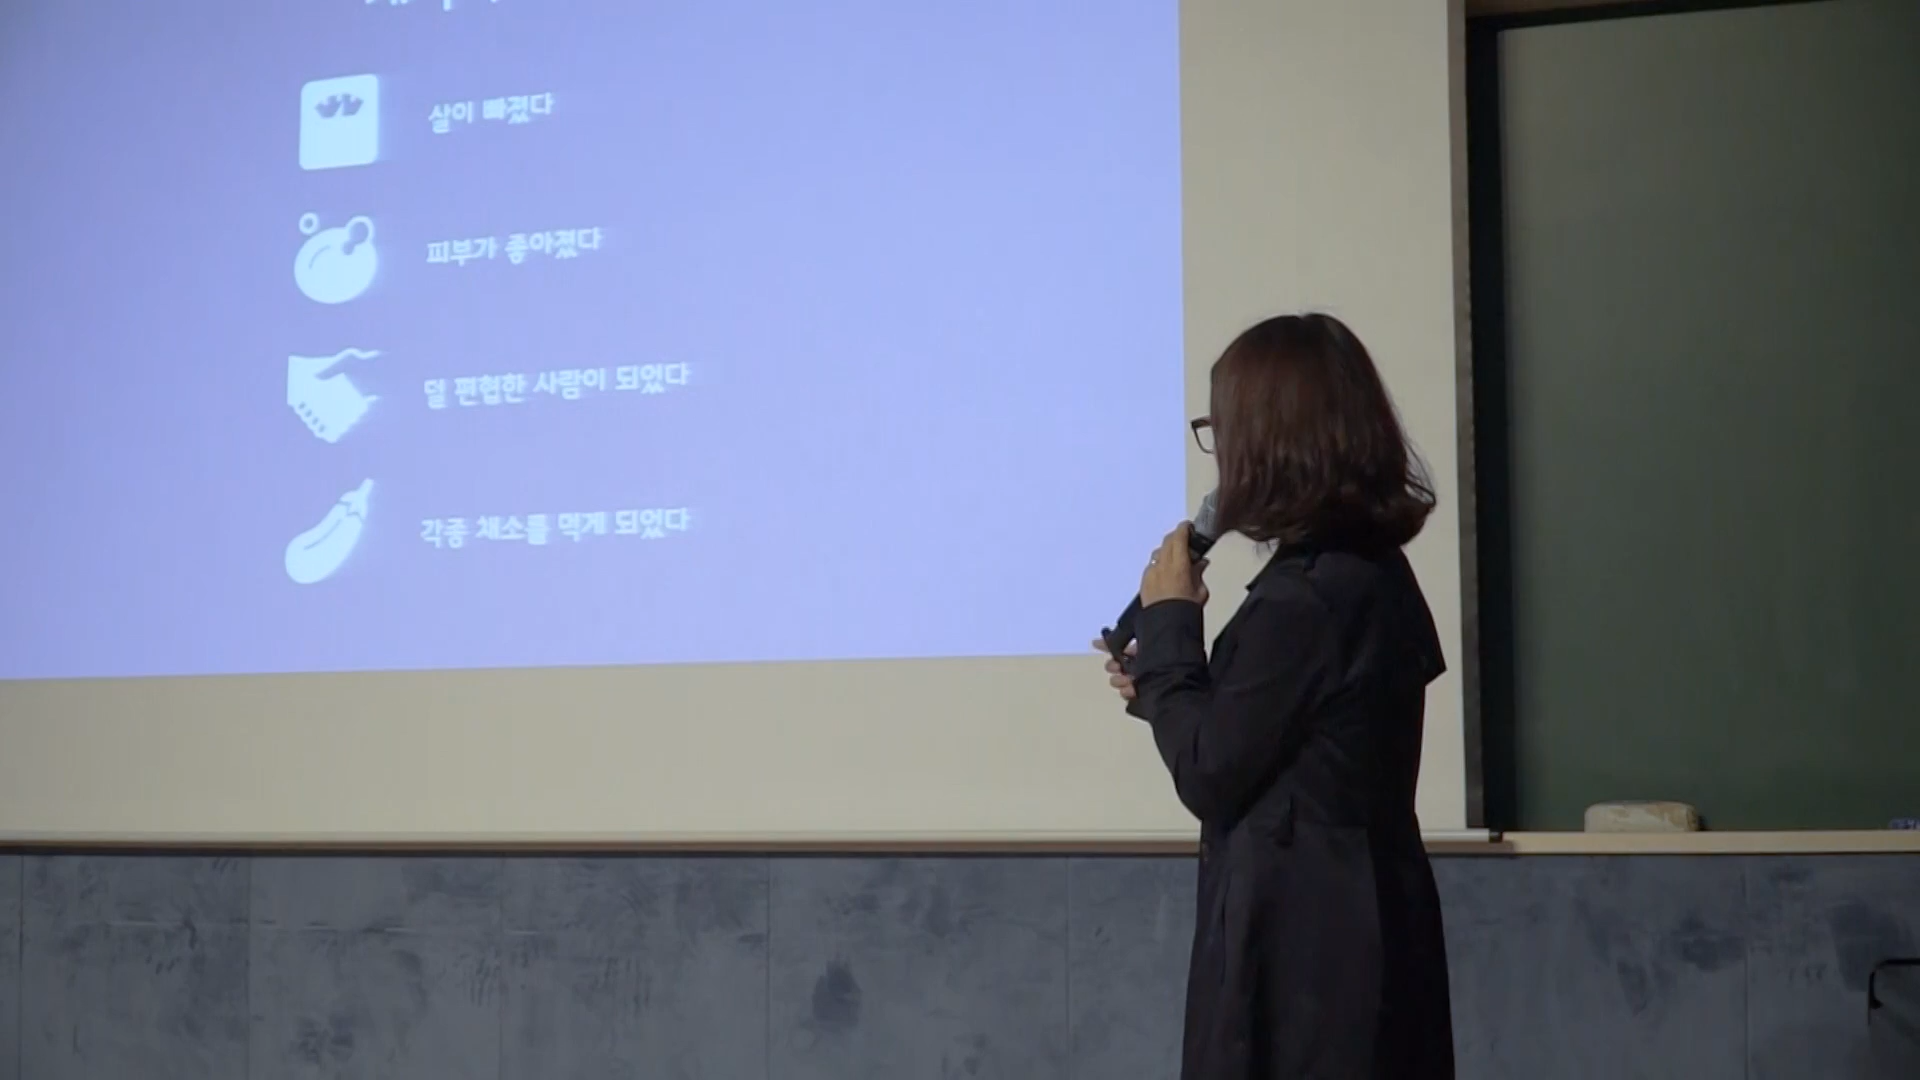 살이 빠졌다
피부가 좋아졌다
덜 편협한 사람이 되었다
각종 채소를 먹게 되었다